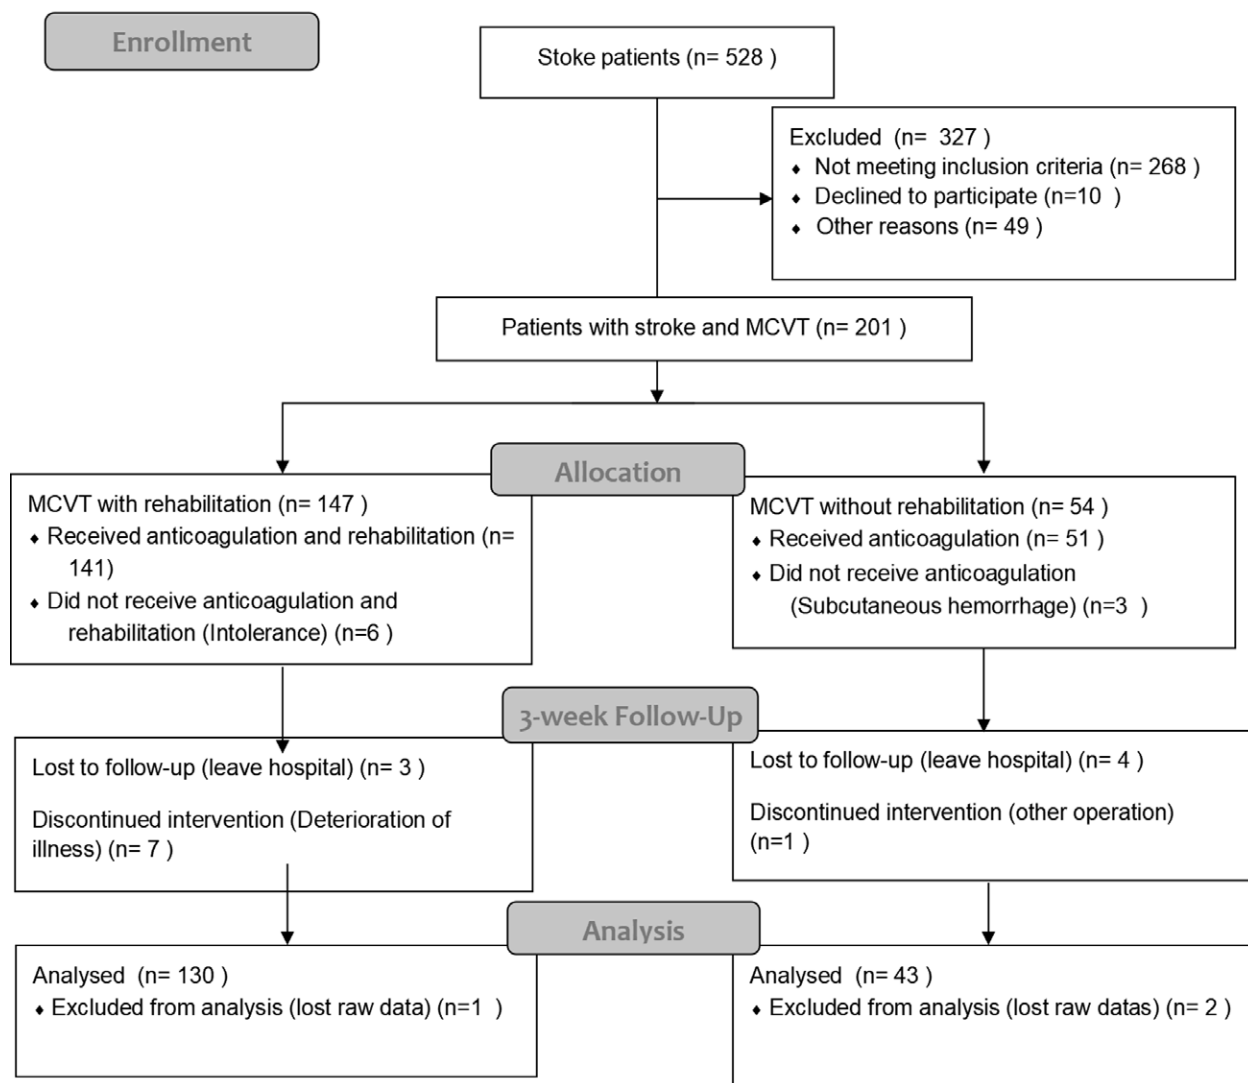 Enrollment
Stoke patients (n= 528 )
Excluded (n= 327 )
♦ Not meeting inclusion criteria (n= 268 )
♦ Declined to participate (n=10 )
♦ Other reasons (n= 49 )
Patients with stroke and MCVT (n= 201 )
Allocation
MCVT with rehabilitation (n= 147 )
♦ Received anticoagulation and rehabilitation (n=
141)
♦ Did not receive anticoagulation and
rehabilitation (Intolerance) (n=6 )
MCVT without rehabilitation (n= 54 )
♦ Received anticoagulation (n= 51 )
♦ Did not receive anticoagulation
(Subcutaneous hemorrhage) (n=3 )
3-week Follow-Up
Lost to follow-up (leave hospital) (n= 3 )
Discontinued intervention (Deterioration of
illness) (n= 7 )
Lost to follow-up (leave hospital) (n= 4 )
Discontinued intervention (other operation)
(n=1 )
Analysis
Analysed (n= 130 )
♦ Excluded from analysis (lost raw data) (n=1 )
Analysed (n= 43 )
♦ Excluded from analysis (lost raw datas) (n= 2 )